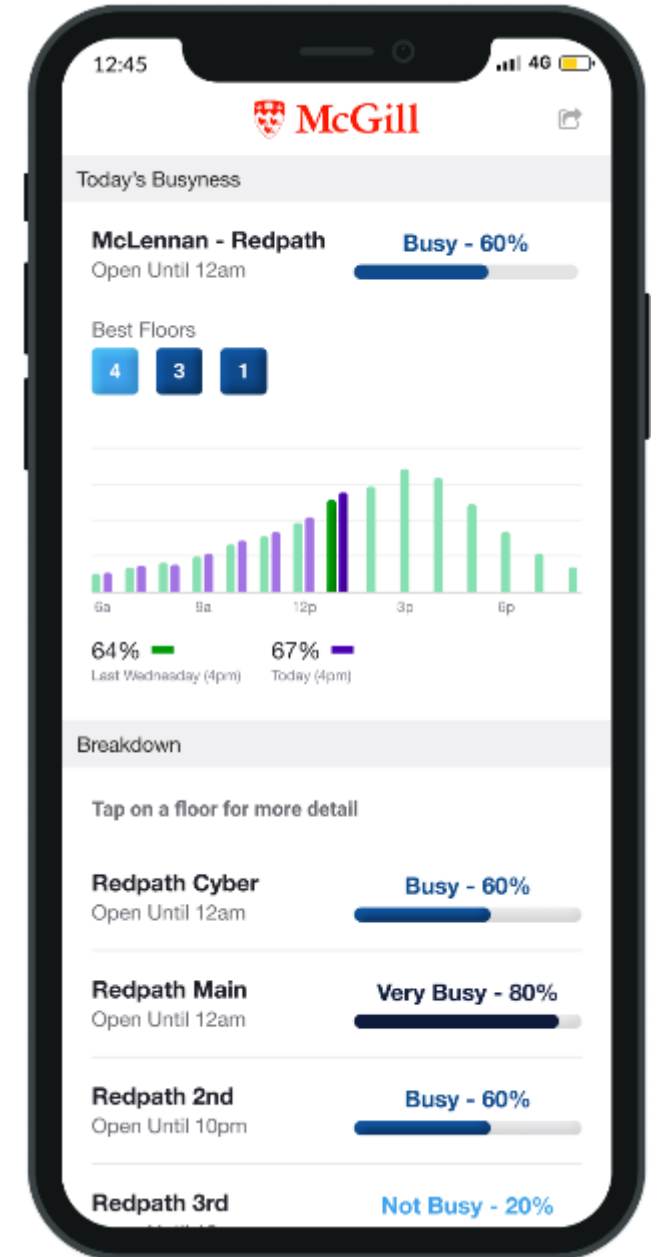 12:45
4G
McGill
Today's Busyness
McLennan - Redpath
Busy - 60%
Open Until 12am
Best Floors
4 3 1
6a 9a 12p 3p 6p
64% 67%
Last Wednesday (4pm) Today (4pm)
Breakdown
Tap on a floor for more detail
Redpath Cyber
Busy - 60%
Open Until 12am
Redpath Main
Very Busy - 80%
Open Until 12am
Redpath 2nd
Busy - 60%
Open Until 10pm
Redpath 3rd
Not Busy - 20%